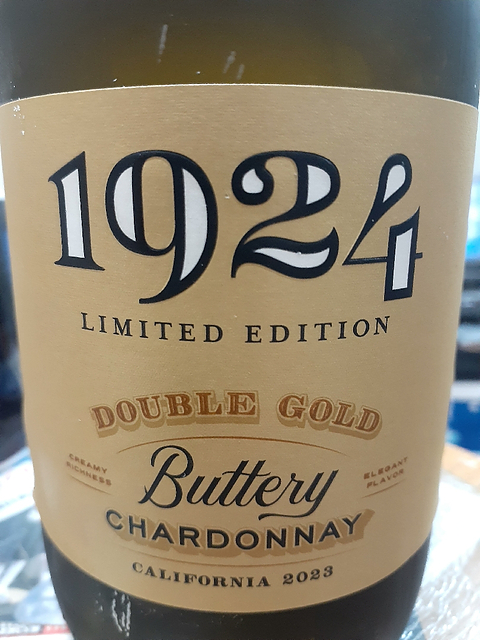 1924
LIMITED EDITION
DOUBLE GOLD
CREAMY
RICHNESS
Buttery
ELEGANT
FLAVOR
CHARDONNAY
CALIFORNIA 2023